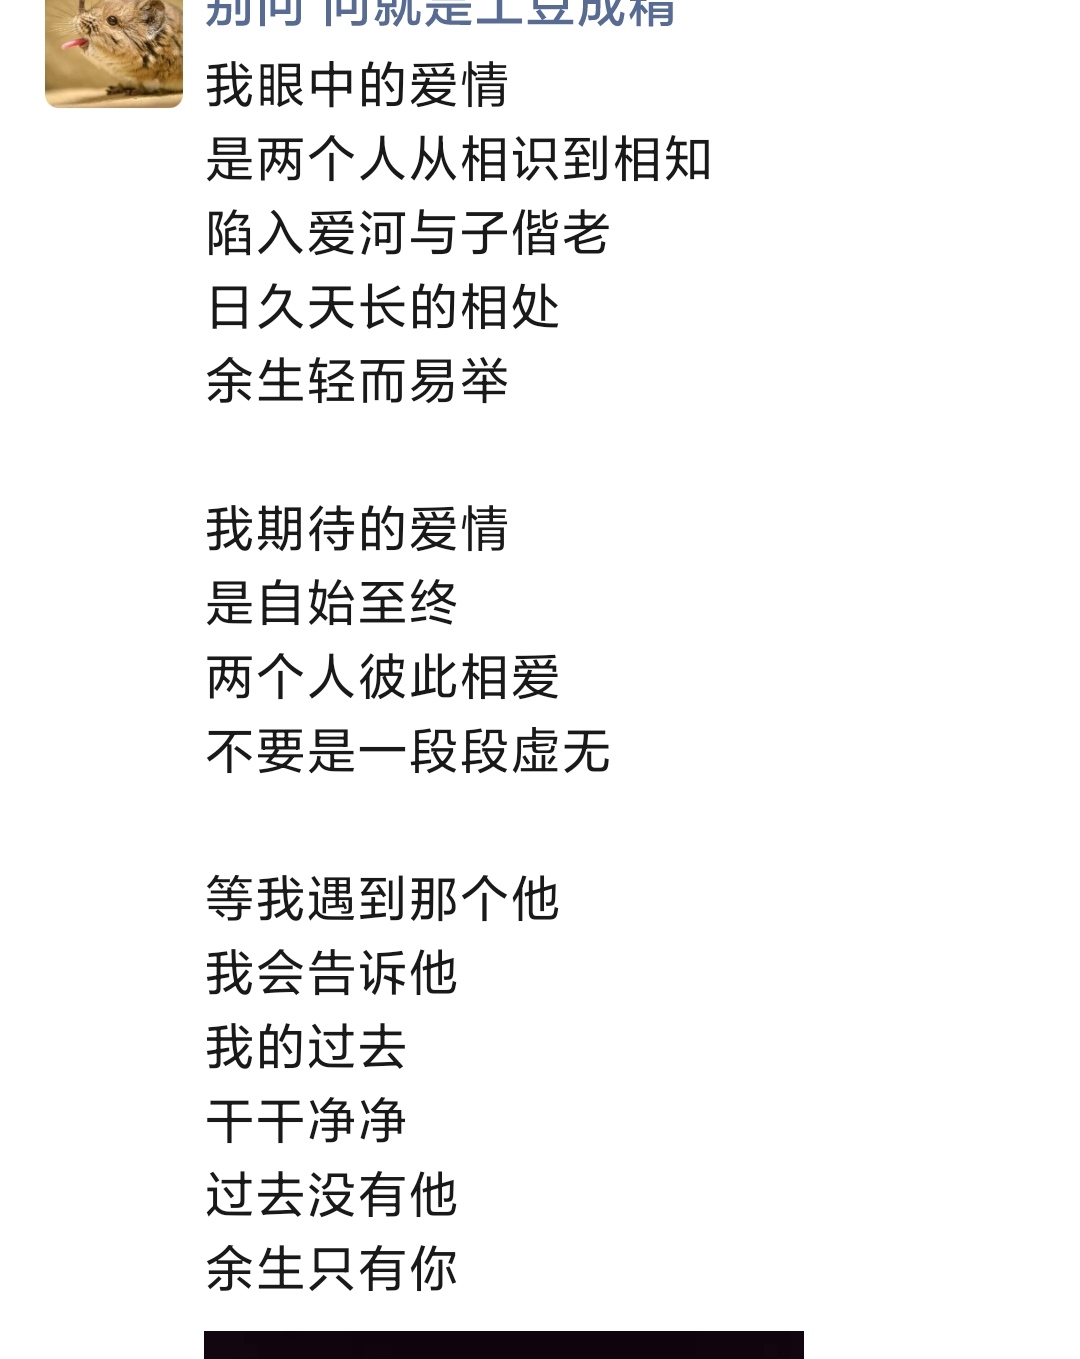 别问 问就是土豆成精
我眼中的爱情
是两个人从相识到相知
陷入爱河与子偕老
日久天长的相处
余生轻而易举
我期待的爱情
是自始至终
两个人彼此相爱
不要是一段段虚无
等我遇到那个他
我会告诉他
我的过去
干干净净
过去没有他
余生只有你